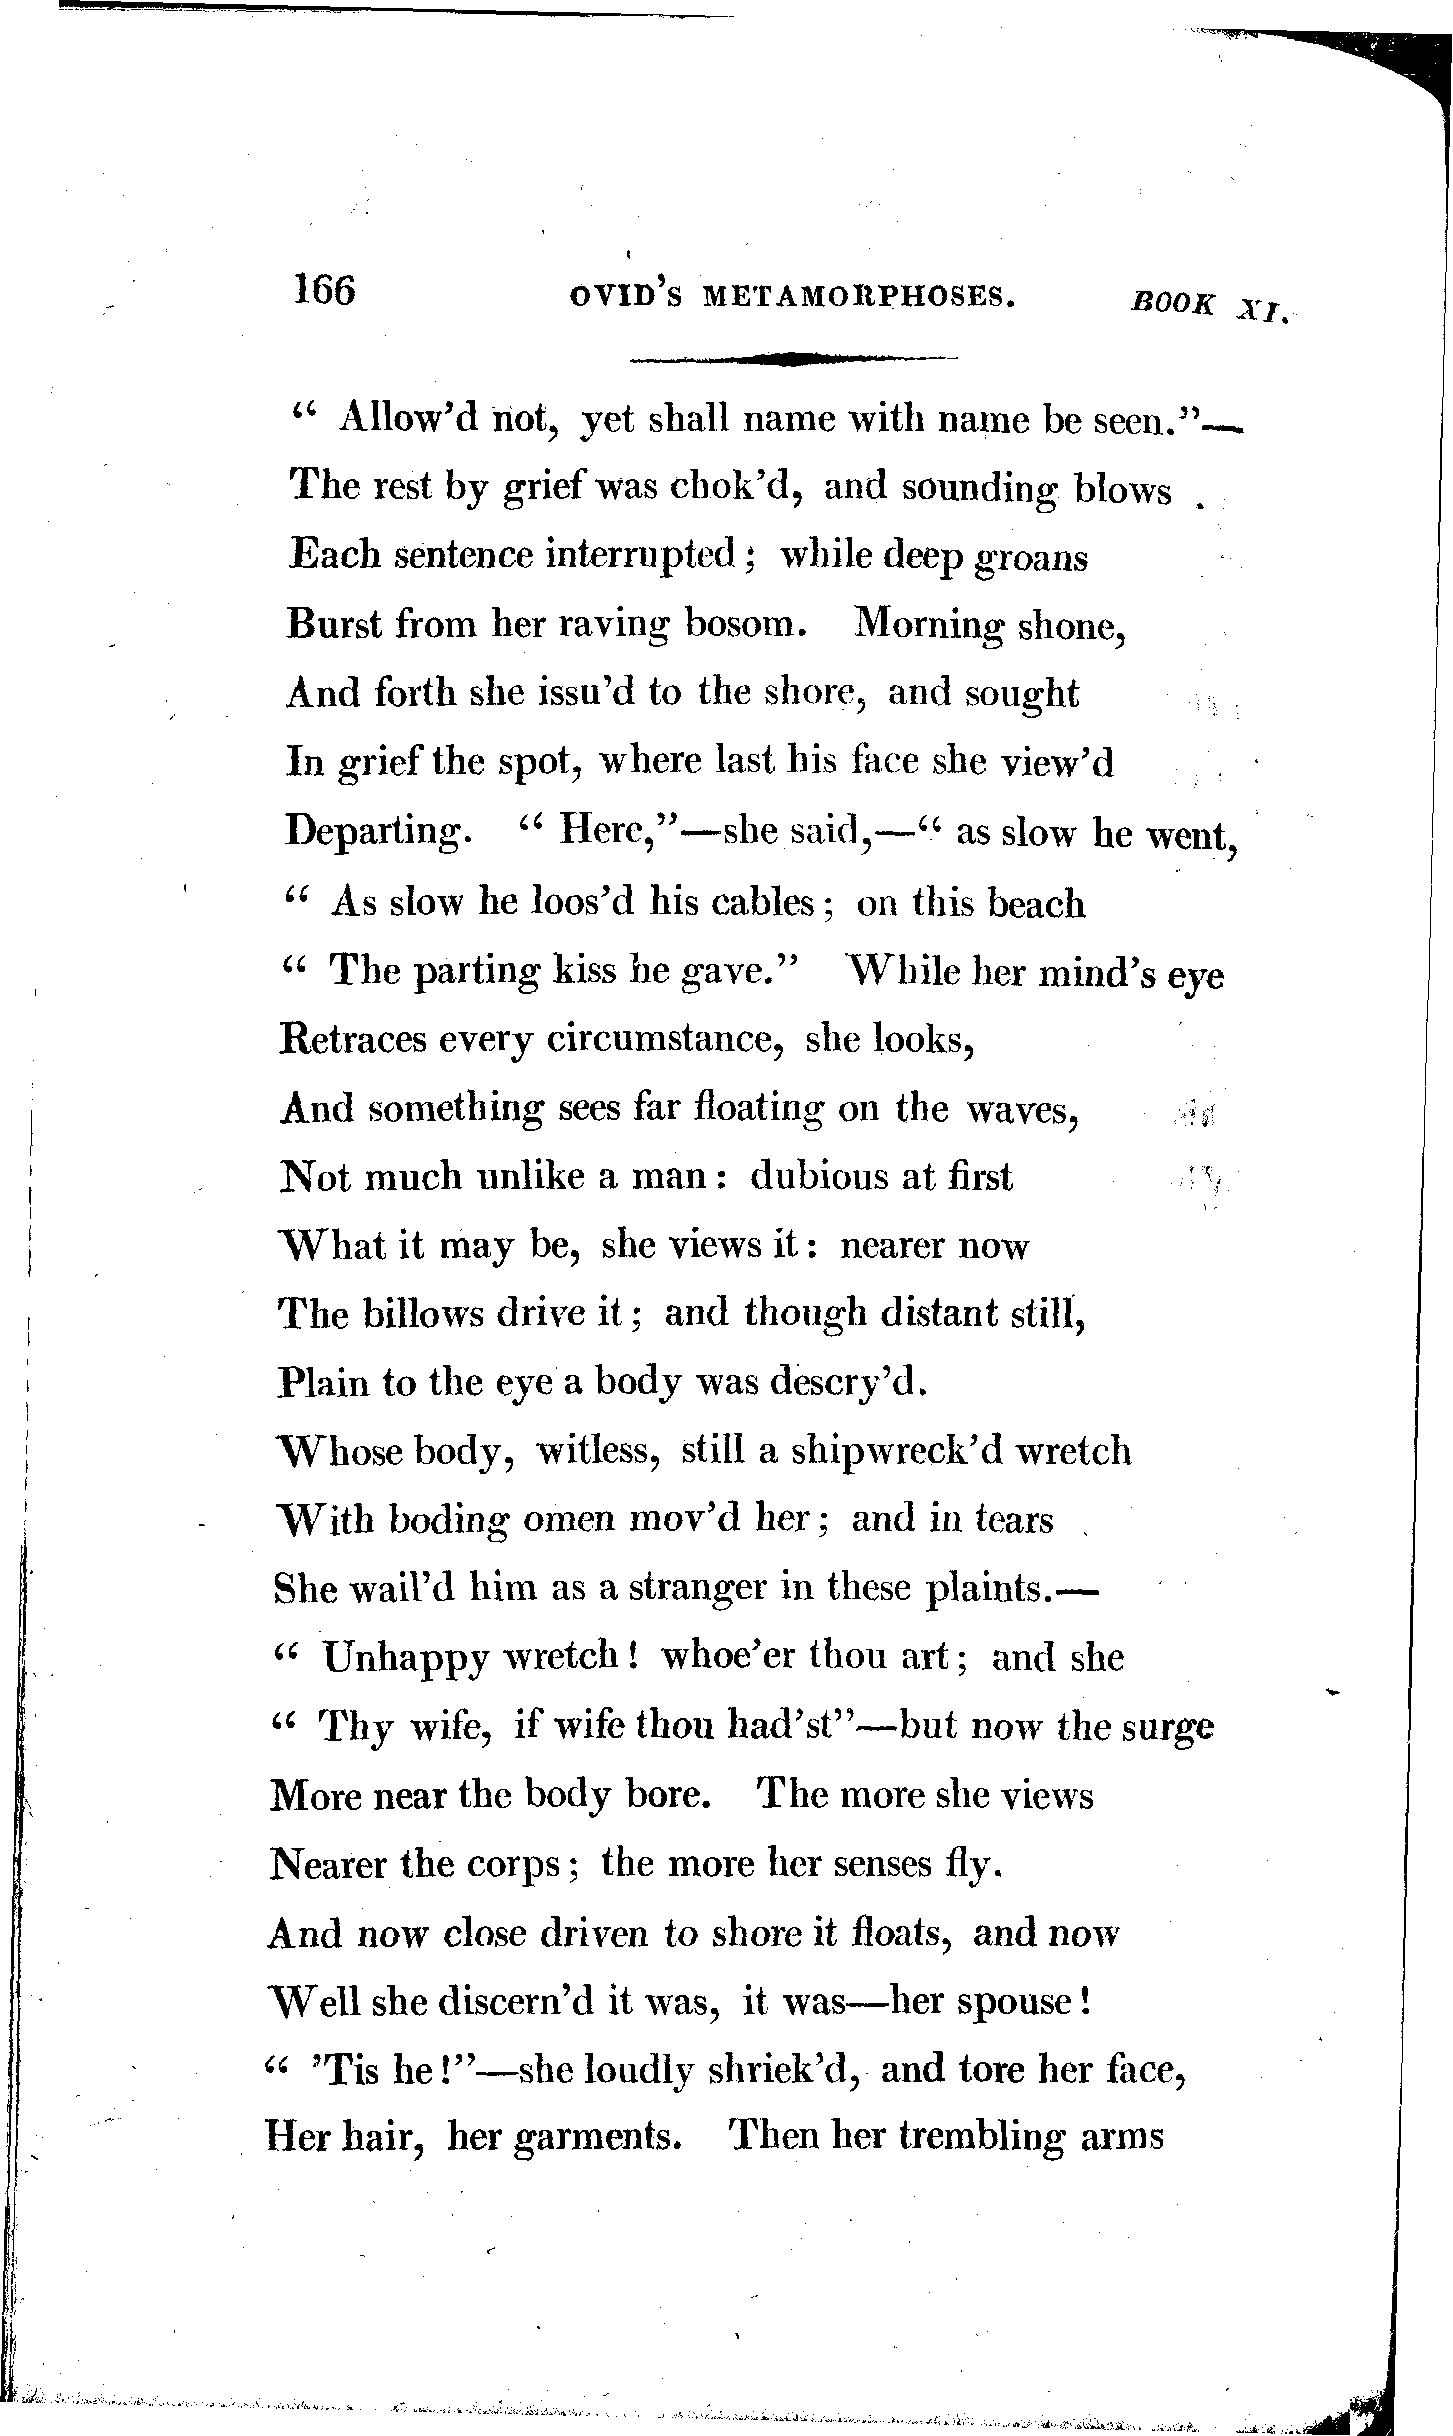 166 OVID'S METAMORPHOSES. BOOK XI.
“ Allow'd not, yet shall name with name be seen.”—
The rest by grief was chok'd, and sounding blows
Each sentence interrupted; while deep groans
Burst from her raving bosom. Morning shone,
And forth she issu'd to the shore, and sought
In grief the spot, where last his face she view'd
Departing. “ Here,”—she said,—“ as slow he went,
“ As slow he loos'd his cables; on this beach
“ The parting kiss he gave.” While her mind's eye
Retraces every circumstance, she looks,
And something sees far floating on the waves,
Not much unlike a man: dubious at first
What it may be, she views it: nearer now
The billows drive it; and though distant still,
Plain to the eye a body was descry'd.
Whose body, witless, still a shipwreck'd wretch
With boding omen mov'd her; and in tears
She wail'd him as a stranger in these plaints.—
“ Unhappy wretch! whoe'er thou art; and she
“ Thy wife, if wife thou had'st”—but now the surge
More near the body bore. The more she views
Nearer the corps; the more her senses fly.
And now close driven to shore it floats, and now
Well she discern'd it was, it was—her spouse!
“ 'Tis he!”—she loudly shriek'd, and tore her face,
Her hair, her garments. Then her trembling arms